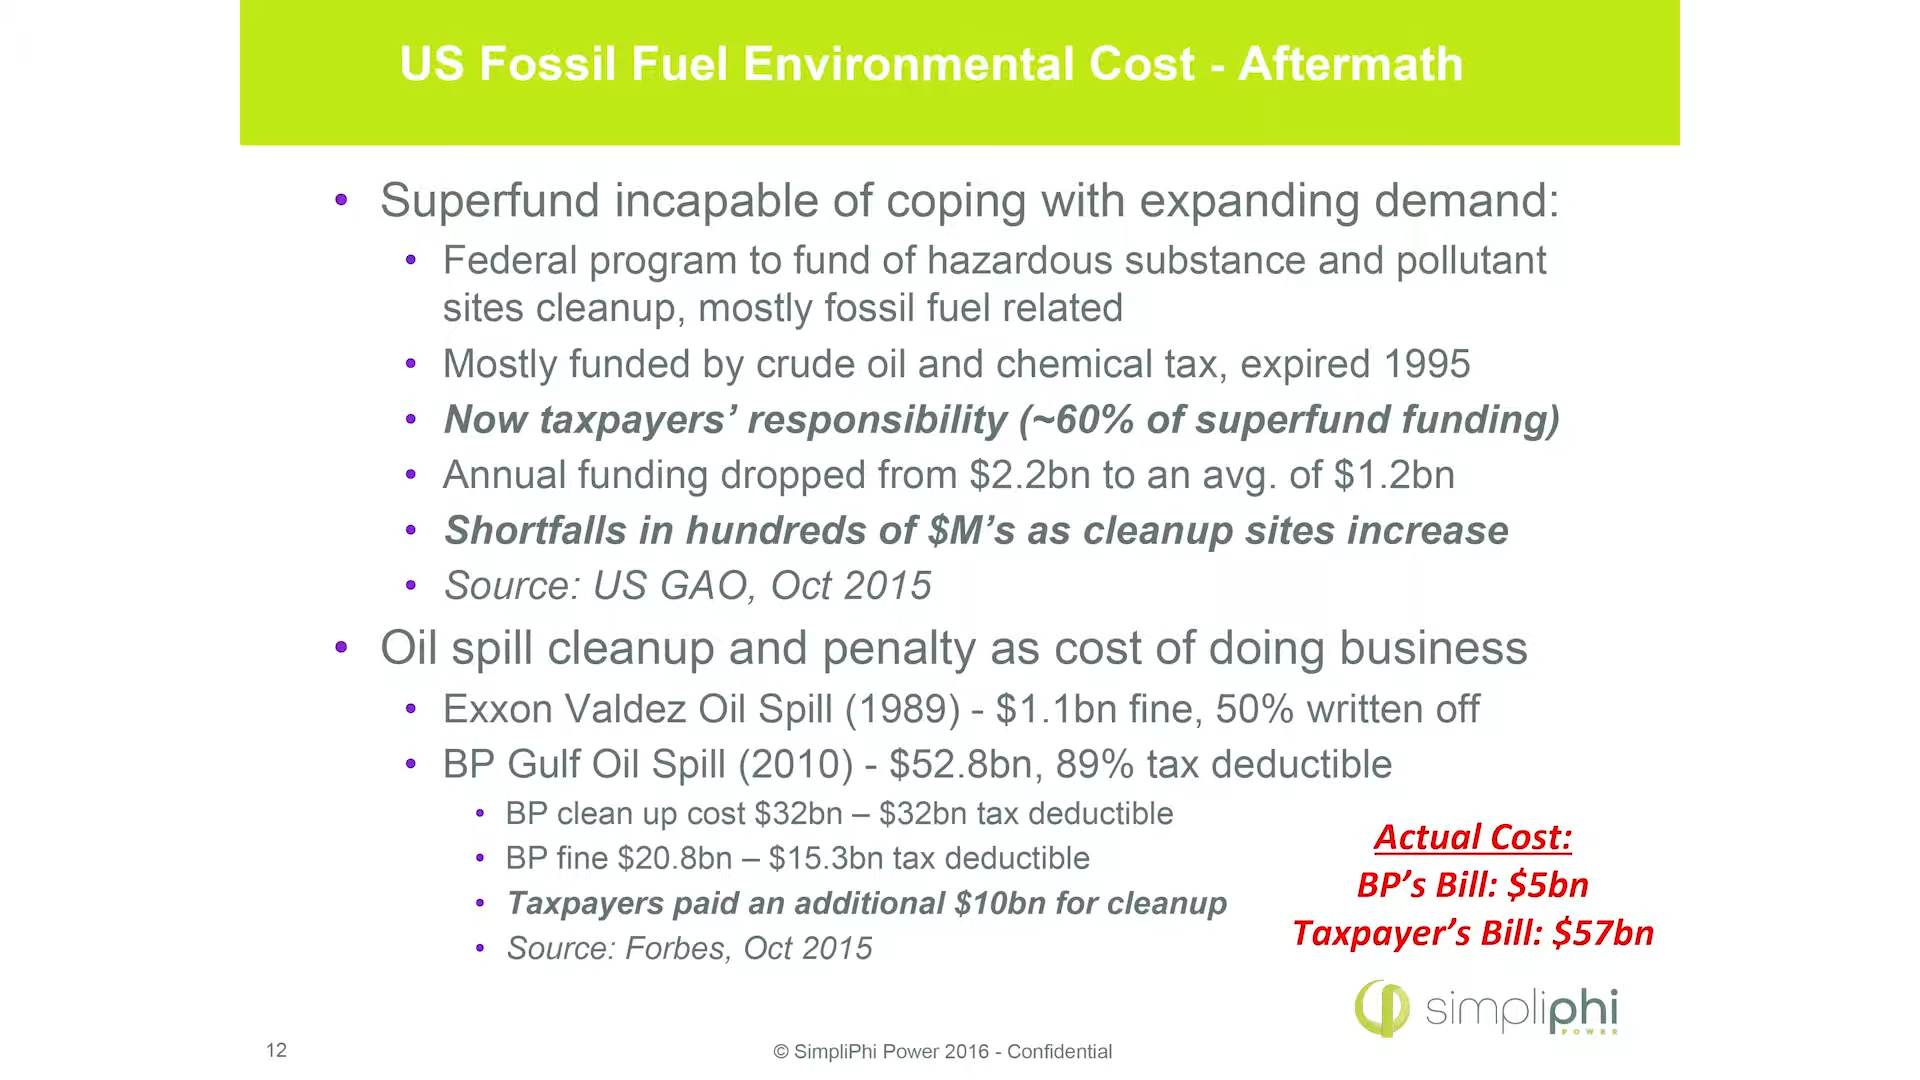 US Fossil Fuel Environmental Cost - Aftermath
• Superfund incapable of coping with expanding demand:
• Federal program to fund of hazardous substance and pollutant
sites cleanup, mostly fossil fuel related
• Mostly funded by crude oil and chemical tax, expired 1995
• Now taxpayers’ responsibility (~60% of superfund funding)
• Annual funding dropped from $2.2bn to an avg. of $1.2bn
• Shortfalls in hundreds of $M’s as cleanup sites increase
• Source: US GAO, Oct 2015
• Oil spill cleanup and penalty as cost of doing business
• Exxon Valdez Oil Spill (1989) - $1.1bn fine, 50% written off
• BP Gulf Oil Spill (2010) - $52.8bn, 89% tax deductible
• BP clean up cost $32bn – $32bn tax deductible
• BP fine $20.8bn – $15.3bn tax deductible
• Taxpayers paid an additional $10bn for cleanup
• Source: Forbes, Oct 2015
Actual Cost:
BP’s Bill: $5bn
Taxpayer’s Bill: $57bn
simpliphi
POWER
12
© SimpliPhi Power 2016 - Confidential